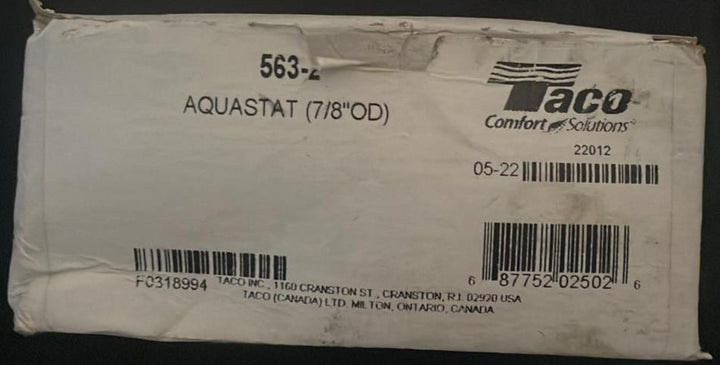 563-2
AQUASTAT (7/8"OD)
Taco
Comfort Solutions
22012
05-22
6 87752 02502 6
F0318994
TACO INC., 1160 CRANSTON ST., CRANSTON, R.I. 02920 USA
TACO (CANADA) LTD. MILTON, ONTARIO, CANADA